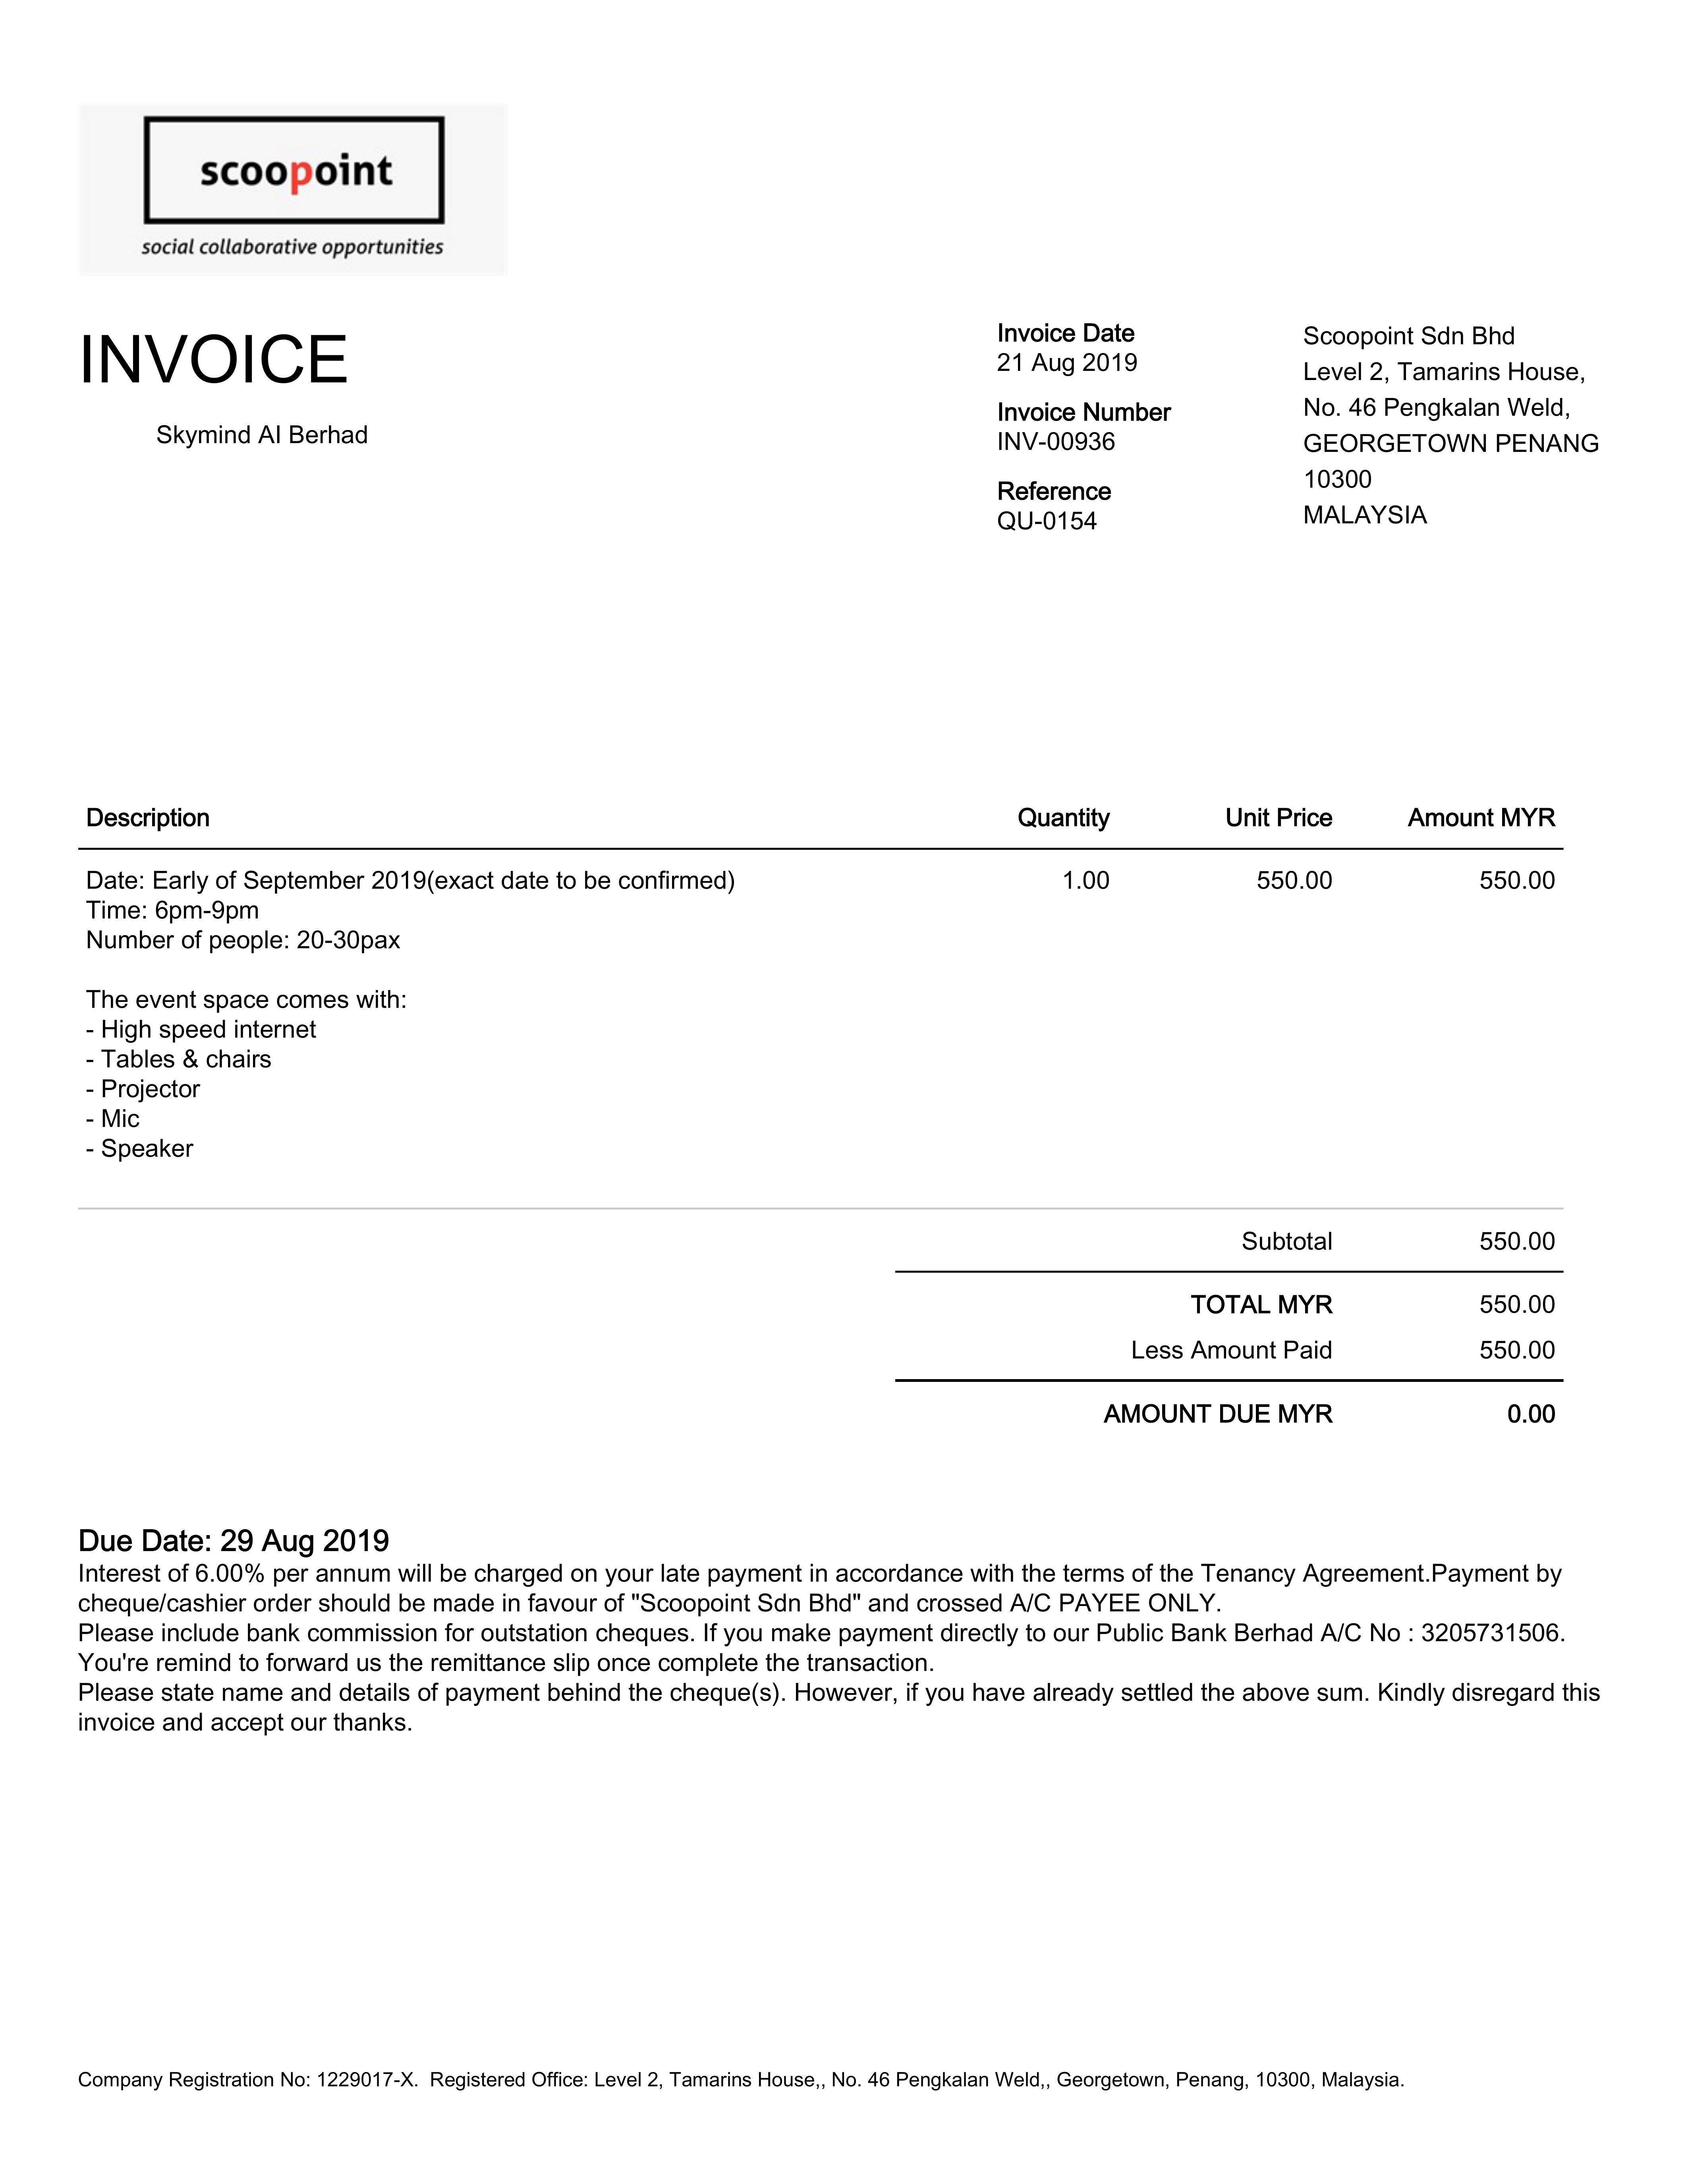 scoopoint
social collaborative opportunities
INVOICE
Skymind AI Berhad
Invoice Date
21 Aug 2019
Invoice Number
INV-00936
Reference
QU-0154
Scoopoint Sdn Bhd
Level 2, Tamarins House,
No. 46 Pengkalan Weld,
GEORGETOWN PENANG
10300
MALAYSIA
Description Quantity Unit Price Amount MYR
Date: Early of September 2019(exact date to be confirmed) 1.00 550.00 550.00
Time: 6pm-9pm
Number of people: 20-30pax
The event space comes with:
- High speed internet
- Tables & chairs
- Projector
- Mic
- Speaker
Subtotal 550.00
TOTAL MYR 550.00
Less Amount Paid 550.00
AMOUNT DUE MYR 0.00
Due Date: 29 Aug 2019
Interest of 6.00% per annum will be charged on your late payment in accordance with the terms of the Tenancy Agreement.Payment by
cheque/cashier order should be made in favour of "Scoopoint Sdn Bhd" and crossed A/C PAYEE ONLY.
Please include bank commission for outstation cheques. If you make payment directly to our Public Bank Berhad A/C No : 3205731506.
You're remind to forward us the remittance slip once complete the transaction.
Please state name and details of payment behind the cheque(s). However, if you have already settled the above sum. Kindly disregard this
invoice and accept our thanks.
Company Registration No: 1229017-X. Registered Office: Level 2, Tamarins House,, No. 46 Pengkalan Weld,, Georgetown, Penang, 10300, Malaysia.